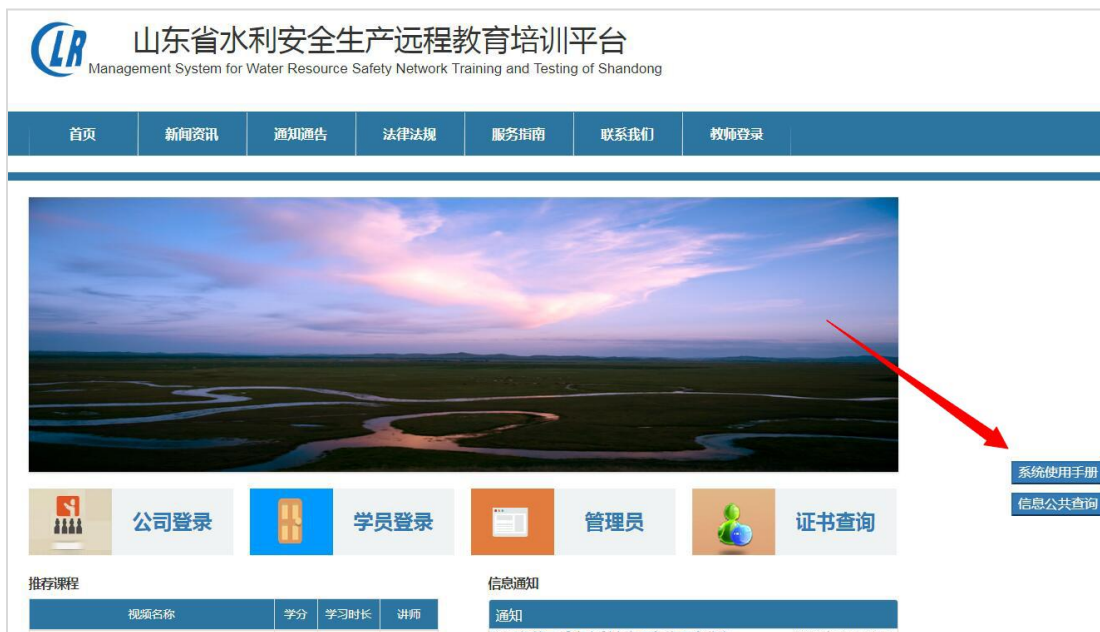 CLR
山东省水利安全生产远程教育培训平台
Management System for Water Resource Safety Network Training and Testing of Shandong
首页 新闻资讯 通知通告 法律法规 服务指南 联系我们 教师登录
系统使用手册
信息公共查询
公司登录 学员登录 管理员 证书查询
推荐课程 信息通知
视频名称 学分 学习时长 讲师 通知